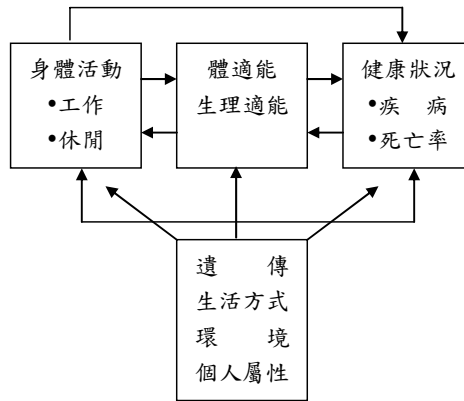 身體活動
•工作
•休閒
體適能
生理適能
健康狀況
•疾 病
•死亡率
遺 傳
生活方式
環 境
個人屬性